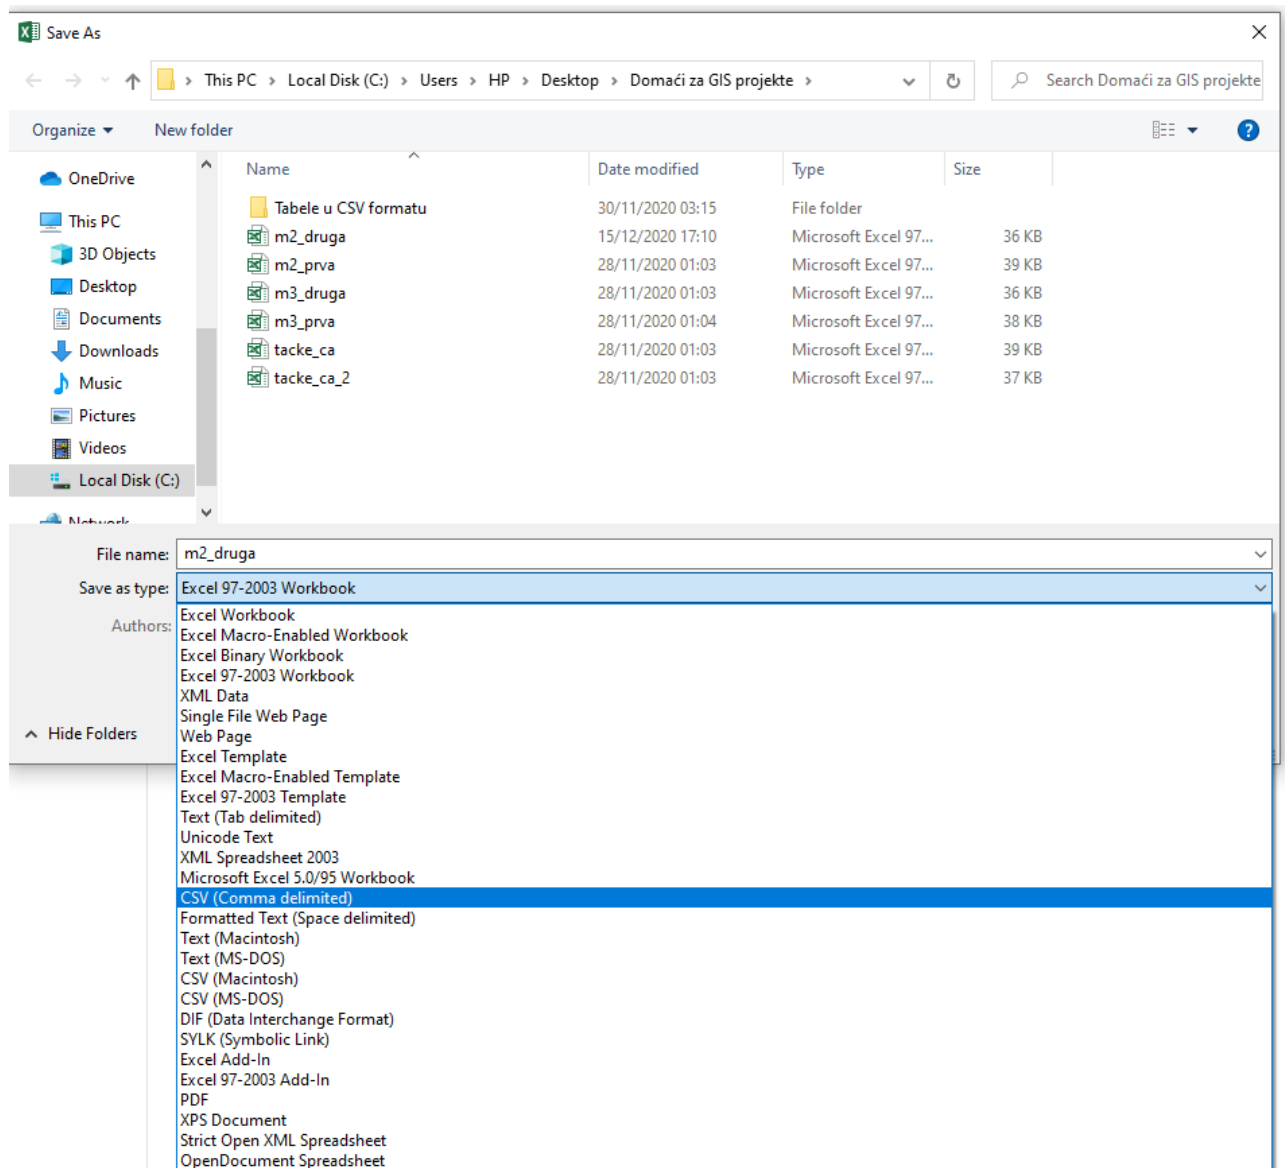 Save As
This PC > Local Disk (C:) > Users > HP > Desktop > Domaći za GIS projekte >
Search Domaći za GIS projekte
Organize
New folder
Name Date modified Type Size
OneDrive
This PC
3D Objects
Desktop
Documents
Downloads
Music
Pictures
Videos
Local Disk (C:)
Network
Tabele u CSV formatu 30/11/2020 03:15 File folder
m2_druga 15/12/2020 17:10 Microsoft Excel 97... 36 KB
m2_prva 28/11/2020 01:03 Microsoft Excel 97... 39 KB
m3_druga 28/11/2020 01:03 Microsoft Excel 97... 36 KB
m3_prva 28/11/2020 01:04 Microsoft Excel 97... 38 KB
tacke_ca 28/11/2020 01:03 Microsoft Excel 97... 39 KB
tacke_ca_2 28/11/2020 01:03 Microsoft Excel 97... 37 KB
File name: m2_druga
Save as type: Excel 97-2003 Workbook
Authors:
Hide Folders
Excel Workbook
Excel Macro-Enabled Workbook
Excel Binary Workbook
Excel 97-2003 Workbook
XML Data
Single File Web Page
Web Page
Excel Template
Excel Macro-Enabled Template
Excel 97-2003 Template
Text (Tab delimited)
Unicode Text
XML Spreadsheet 2003
Microsoft Excel 5.0/95 Workbook
CSV (Comma delimited)
Formatted Text (Space delimited)
Text (Macintosh)
Text (MS-DOS)
CSV (Macintosh)
CSV (MS-DOS)
DIF (Data Interchange Format)
SYLK (Symbolic Link)
Excel Add-In
Excel 97-2003 Add-In
PDF
XPS Document
Strict Open XML Spreadsheet
OpenDocument Spreadsheet